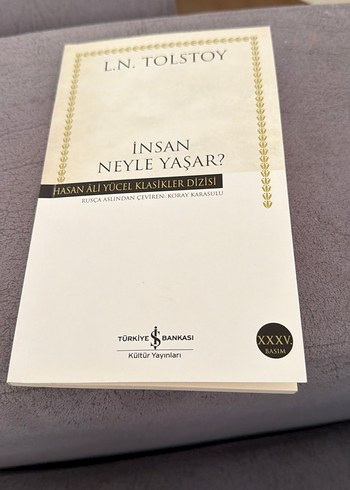 L.N. TOLSTOY
İNSAN
NEYLE YAŞAR?
HASAN ÂLİ YÜCEL KLASİKLER DİZİSİ
RUSÇA ASLINDAN ÇEVİREN: KORAY KARASULU
TÜRKİYE İŞ BANKASI
Kültür Yayınları
XXXV.
BASIM